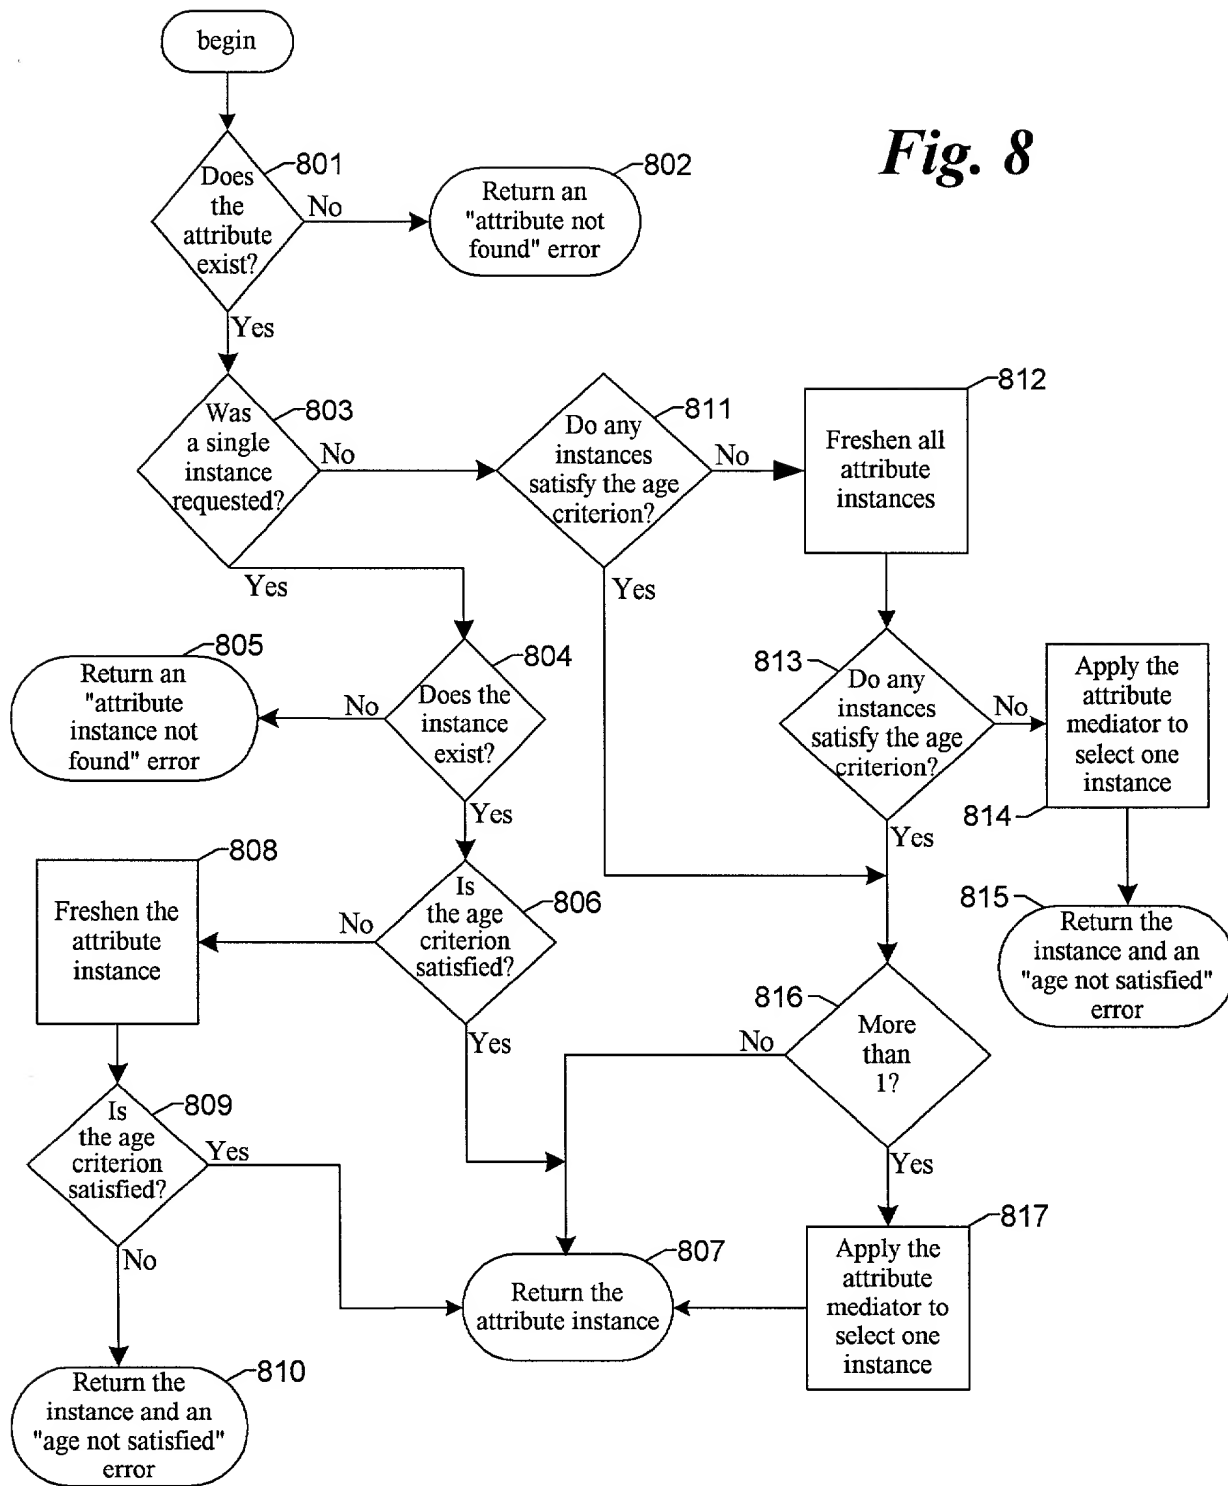 begin
Fig. 8
801
Does
the
attribute
exist?
No
802
Return an
"attribute not
found" error
Yes
803
Was
a single
instance
requested?
No
811
Do any
instances
satisfy the age
criterion?
No
812
Freshen all
attribute
instances
Yes
Yes
805
Return an
"attribute
instance not
found" error
No
804
Does the
instance
exist?
813
Do any
instances
satisfy the age
criterion?
No
Apply the
attribute
mediator to
select one
instance
814
Yes
Yes
808
Freshen the
attribute
instance
No
806
Is
the age
criterion
satisfied?
815
Return the
instance and an
"age not satisfied"
error
Yes
816
More
than
1?
No
809
Is
the age
criterion
satisfied?
Yes
Yes
No
807
Return the
attribute instance
817
Apply the
attribute
mediator to
select one
instance
810
Return the
instance and an
"age not satisfied"
error